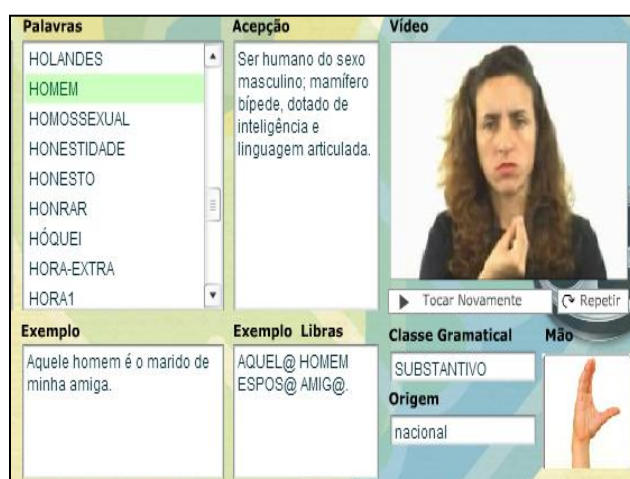 Palavras
HOLANDES
HOMEM
HOMOSSEXUAL
HONESTIDADE
HONESTO
HONRAR
HÓQUEI
HORA-EXTRA
HORA1
Acepção
Ser humano do sexo
masculino; mamífero
bípede, dotado de
inteligência e
linguagem articulada.
Vídeo
Tocar Novamente
Repetir
Exemplo
Aquele homem é o marido de
minha amiga.
Exemplo Libras
AQUEL@ HOMEM
ESPOS@ AMIG@.
Classe Gramatical
SUBSTANTIVO
Origem
nacional
Mão